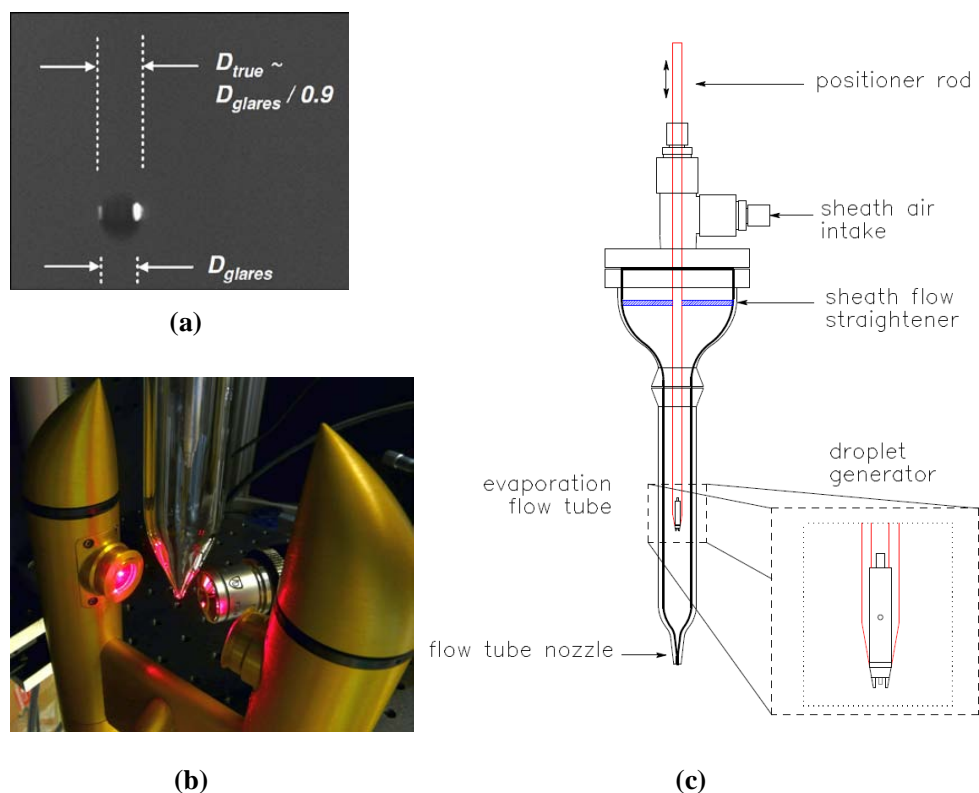 D_true ~
D_glares / 0.9
D_glares
(a)
(b)
positioner rod
sheath air
intake
sheath flow
straightener
droplet
generator
evaporation
flow tube
flow tube nozzle
(c)